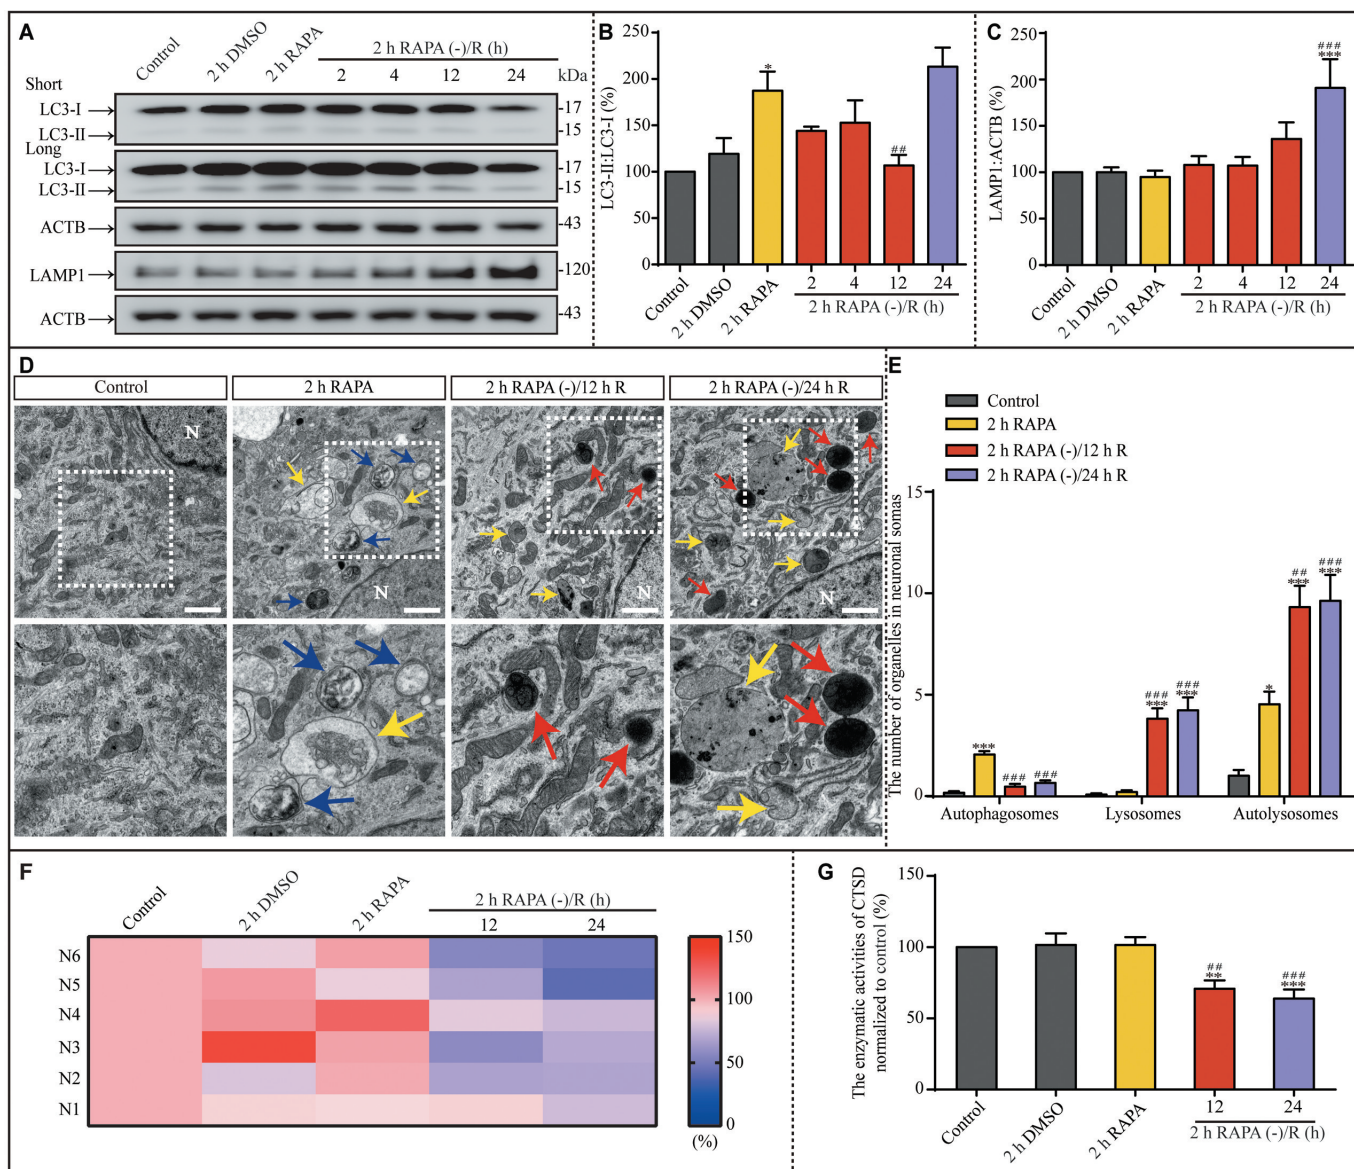 A
Control
2 h DMSO
2 h RAPA
2 h RAPA (-)/R (h)
2 4 12 24 kDa
Short
LC3-I -17
LC3-II -15
Long
LC3-I -17
LC3-II -15
ACTB -43
LAMP1 -120
ACTB -43
B
LC3-II:LC3-I (%)
250
200
150
100
50
0
*
##
Control
2 h DMSO
2 h RAPA
2 4 12 24
2 h RAPA (-)/R (h)
C
LAMP1:ACTB (%)
250
200
150
100
50
0
###
***
Control
2 h DMSO
2 h RAPA
2 4 12 24
2 h RAPA (-)/R (h)
D
Control
2 h RAPA
2 h RAPA (-)/12 h R
2 h RAPA (-)/24 h R
N
N
N
N
E
Control
2 h RAPA
2 h RAPA (-)/12 h R
2 h RAPA (-)/24 h R
The number of organelles in neuronal somas
15
10
5
0
***
###
###
###
***
###
***
*
##
***
###
***
Autophagosomes
Lysosomes
Autolysosomes
F
Control
2 h DMSO
2 h RAPA
2 h RAPA (-)/R (h)
12 24
N6
N5
N4
N3
N2
N1
150
100
50
0
(%)
G
The enzymatic activities of CTSD
normalized to control (%)
150
100
50
0
##
**
###
***
Control
2 h DMSO
2 h RAPA
12 24
2 h RAPA (-)/R (h)